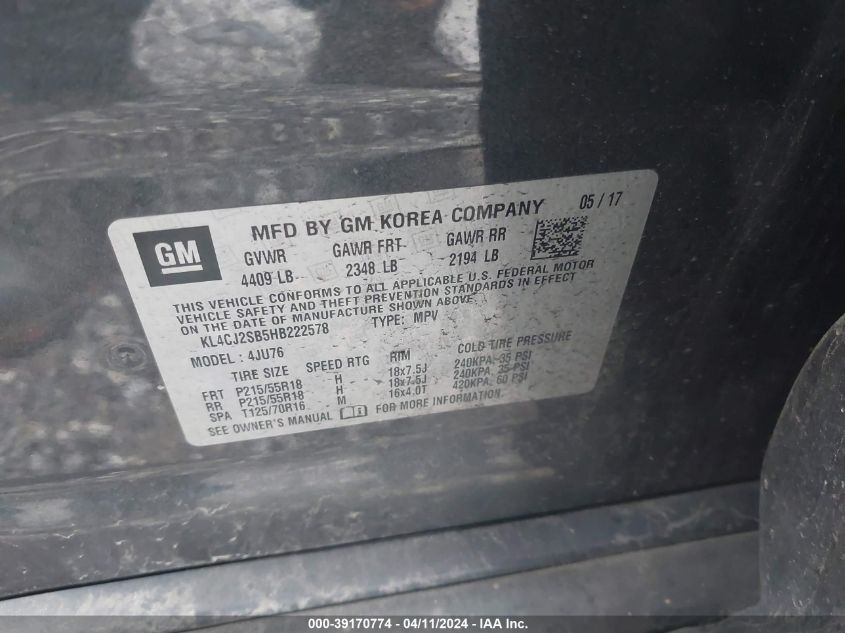 GM
MFD BY GM KOREA COMPANY 05 / 17
GVWR GAWR FRT GAWR RR
4409 LB 2348 LB 2194 LB
THIS VEHICLE CONFORMS TO ALL APPLICABLE U.S. FEDERAL MOTOR
VEHICLE SAFETY AND THEFT PREVENTION STANDARDS IN EFFECT
ON THE DATE OF MANUFACTURE SHOWN ABOVE.
KL4CJ2SB5HB222578 TYPE: MPV
MODEL : 4JU76
TIRE SIZE SPEED RTG RIM COLD TIRE PRESSURE
FRT P215/55R18 H 18x7.5J 240KPA, 35 PSI
RR P215/55R18 H 18x7.5J 240KPA, 35 PSI
SPA T125/70R16 M 16x4.0T 420KPA, 60 PSI
SEE OWNER'S MANUAL FOR MORE INFORMATION.
000-39170774 / 04/11/2024 - IAA Inc.